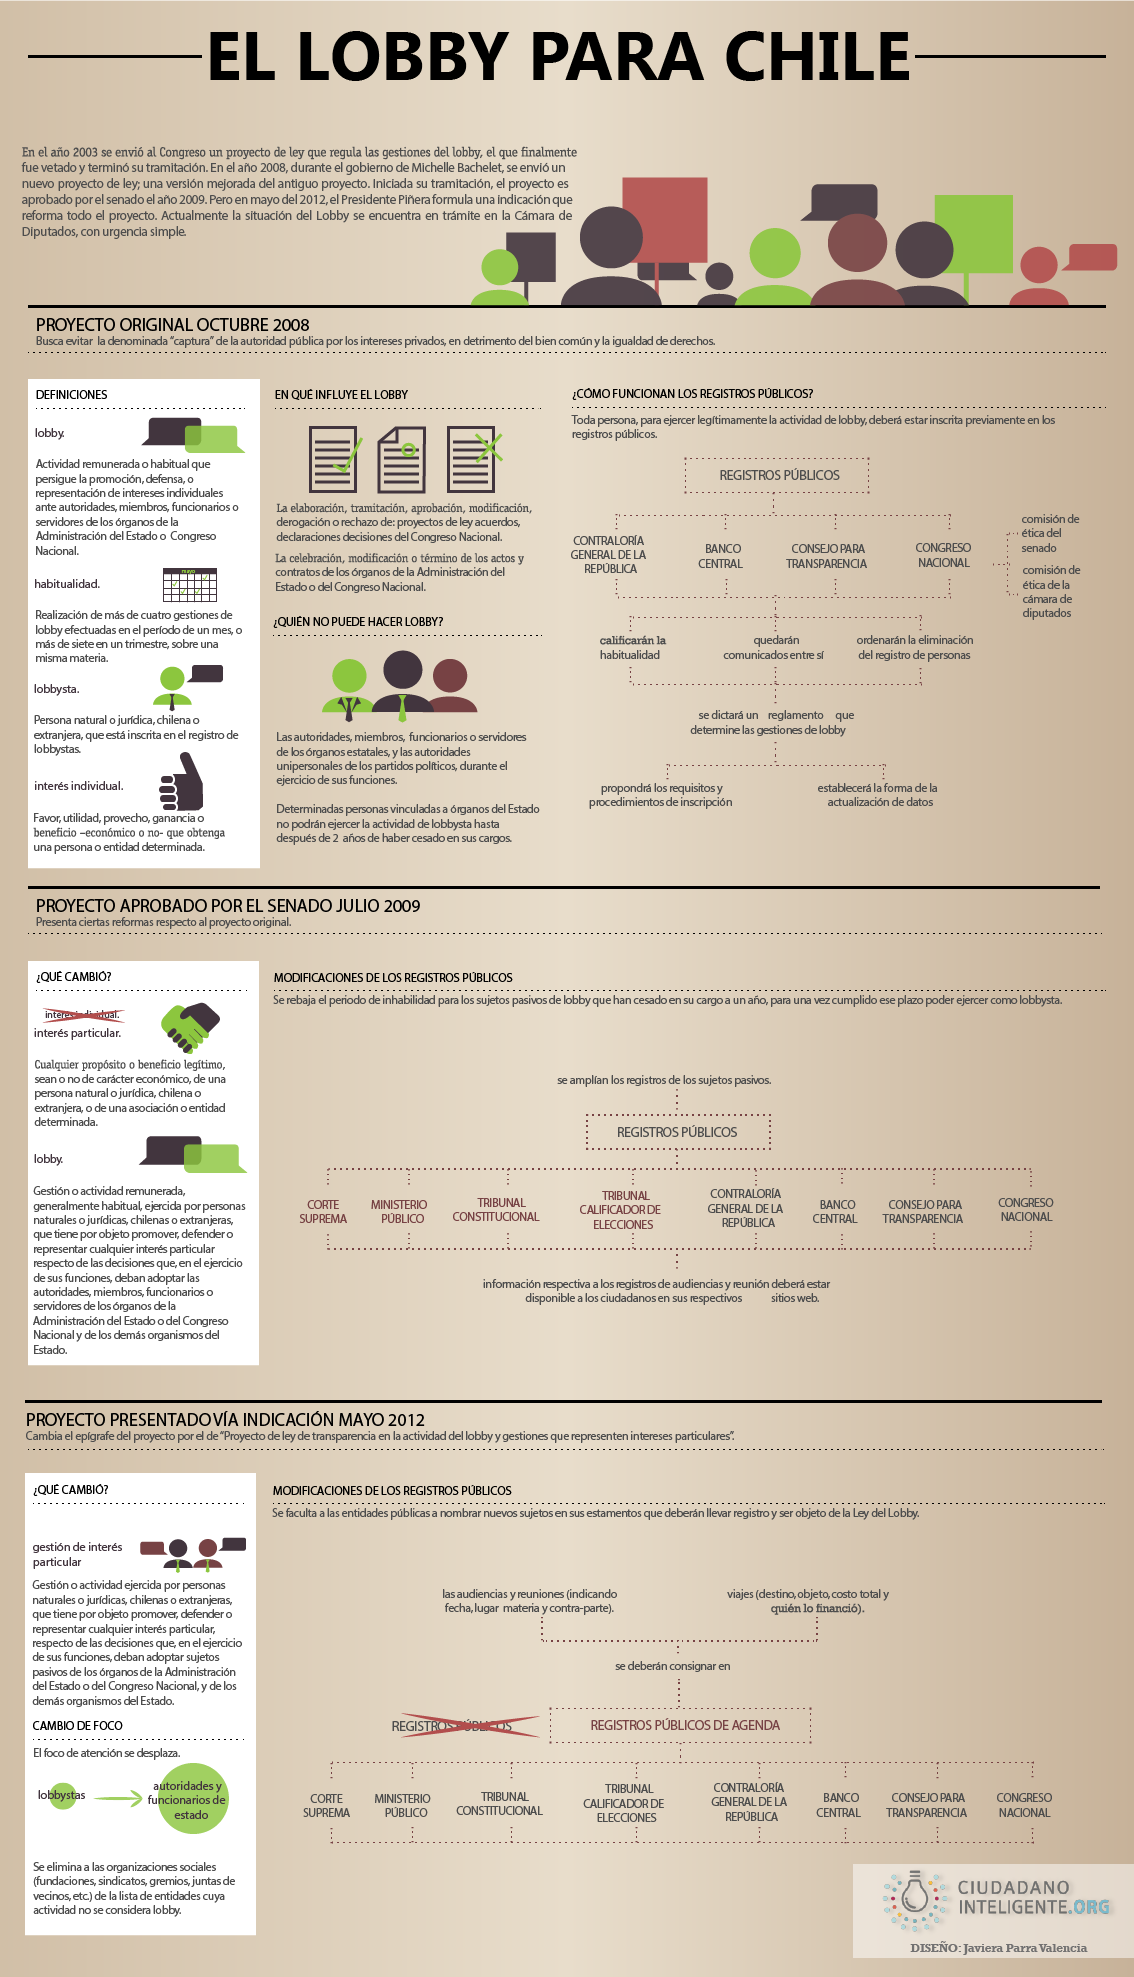 EL LOBBY PARA CHILE
En el año 2003 se envió al Congreso un proyecto de ley que regula las gestiones del lobby, el que finalmente
fue vetado y terminó su tramitación. En el año 2008, durante el gobierno de Michelle Bachelet, se envió un
nuevo proyecto de ley; una versión mejorada del antiguo proyecto. Iniciada su tramitación, el proyecto es
aprobado por el senado el año 2009. Pero en mayo del 2012, el Presidente Piñera formula una indicación que
reforma todo el proyecto. Actualmente la situación del Lobby se encuentra en trámite en la Cámara de
Diputados, con urgencia simple.
PROYECTO ORIGINAL OCTUBRE 2008
Busca evitar la denominada “captura” de la autoridad pública por los intereses privados, en detrimento del bien común y la igualdad de derechos.
DEFINICIONES
lobby.
Actividad remunerada o habitual que
persigue la promoción, defensa, o
representación de intereses individuales
ante autoridades, miembros, funcionarios o
servidores de los órganos de la
Administración del Estado o Congreso
Nacional.
habitualidad.
mayo
Realización de más de cuatro gestiones de
lobby efectuadas en el período de un mes, o
más de siete en un trimestre, sobre una
misma materia.
lobbysta.
Persona natural o jurídica, chilena o
extranjera, que está inscrita en el registro de
lobbystas.
interés individual.
Favor, utilidad, provecho, ganancia o
beneficio –económico o no- que obtenga
una persona o entidad determinada.
EN QUÉ INFLUYE EL LOBBY
La elaboración, tramitación, aprobación, modificación,
derogación o rechazo de: proyectos de ley acuerdos,
declaraciones decisiones del Congreso Nacional.
La celebración, modificación o término de los actos y
contratos de los órganos de la Administración del
Estado o del Congreso Nacional.
¿QUIÉN NO PUEDE HACER LOBBY?
Las autoridades, miembros, funcionarios o servidores
de los órganos estatales, y las autoridades
unipersonales de los partidos políticos, durante el
ejercicio de sus funciones.
Determinadas personas vinculadas a órganos del Estado
no podrán ejercer la actividad de lobbysta hasta
después de 2 años de haber cesado en sus cargos.
¿CÓMO FUNCIONAN LOS REGISTROS PÚBLICOS?
Toda persona, para ejercer legítimamente la actividad de lobby, deberá estar inscrita previamente en los
registros públicos.
REGISTROS PÚBLICOS
CONTRALORÍA
GENERAL DE LA
REPÚBLICA
BANCO
CENTRAL
CONSEJO PARA
TRANSPARENCIA
CONGRESO
NACIONAL
comisión de
ética del
senado
comisión de
ética de la
cámara de
diputados
calificarán la
habitualidad
quedarán
comunicados entre sí
ordenarán la eliminación
del registro de personas
se dictará un reglamento que
determine las gestiones de lobby
propondrá los requisitos y
procedimientos de inscripción
establecerá la forma de la
actualización de datos
PROYECTO APROBADO POR EL SENADO JULIO 2009
Presenta ciertas reformas respecto al proyecto original.
¿QUÉ CAMBIÓ?
interés individual.
interés particular.
Cualquier propósito o beneficio legítimo,
sean o no de carácter económico, de una
persona natural o jurídica, chilena o
extranjera, o de una asociación o entidad
determinada.
lobby.
Gestión o actividad remunerada,
generalmente habitual, ejercida por personas
naturales o jurídicas, chilenas o extranjeras,
que tiene por objeto promover, defender o
representar cualquier interés particular
respecto de las decisiones que, en el ejercicio
de sus funciones, deban adoptar las
autoridades, miembros, funcionarios o
servidores de los órganos de la
Administración del Estado o del Congreso
Nacional y de los demás organismos del
Estado.
MODIFICACIONES DE LOS REGISTROS PÚBLICOS
Se rebaja el periodo de inhabilidad para los sujetos pasivos de lobby que han cesado en su cargo a un año, para una vez cumplido ese plazo poder ejercer como lobbysta.
se amplían los registros de los sujetos pasivos.
REGISTROS PÚBLICOS
CORTE
SUPREMA
MINISTERIO
PÚBLICO
TRIBUNAL
CONSTITUCIONAL
TRIBUNAL
CALIFICADOR DE
ELECCIONES
CONTRALORÍA
GENERAL DE LA
REPÚBLICA
BANCO
CENTRAL
CONSEJO PARA
TRANSPARENCIA
CONGRESO
NACIONAL
información respectiva a los registros de audiencias y reunión deberá estar
disponible a los ciudadanos en sus respectivos sitios web.
PROYECTO PRESENTADO VÍA INDICACIÓN MAYO 2012
Cambia el epígrafe del proyecto por el de “Proyecto de ley de transparencia en la actividad del lobby y gestiones que representen intereses particulares”.
¿QUÉ CAMBIÓ?
gestión de interés
particular
Gestión o actividad ejercida por personas
naturales o jurídicas, chilenas o extranjeras,
que tiene por objeto promover, defender o
representar cualquier interés particular,
respecto de las decisiones que, en el ejercicio
de sus funciones, deban adoptar sujetos
pasivos de los órganos de la Administración
del Estado o del Congreso Nacional, y de los
demás organismos del Estado.
CAMBIO DE FOCO
El foco de atención se desplaza.
lobbystas
autoridades y
funcionarios de
estado
Se elimina a las organizaciones sociales
(fundaciones, sindicatos, gremios, juntas de
vecinos, etc.) de la lista de entidades cuya
actividad no se considera lobby.
MODIFICACIONES DE LOS REGISTROS PÚBLICOS
Se faculta a las entidades públicas a nombrar nuevos sujetos en sus estamentos que deberán llevar registro y ser objeto de la Ley del Lobby.
las audiencias y reuniones (indicando
fecha, lugar materia y contra-parte).
viajes (destino, objeto, costo total y
quién lo financió).
se deberán consignar en
REGISTROS PÚBLICOS
REGISTROS PÚBLICOS DE AGENDA
CORTE
SUPREMA
MINISTERIO
PÚBLICO
TRIBUNAL
CONSTITUCIONAL
TRIBUNAL
CALIFICADOR DE
ELECCIONES
CONTRALORÍA
GENERAL DE LA
REPÚBLICA
BANCO
CENTRAL
CONSEJO PARA
TRANSPARENCIA
CONGRESO
NACIONAL
CIUDADANO
INTELIGENTE.ORG
DISEÑO: Javiera Parra Valencia